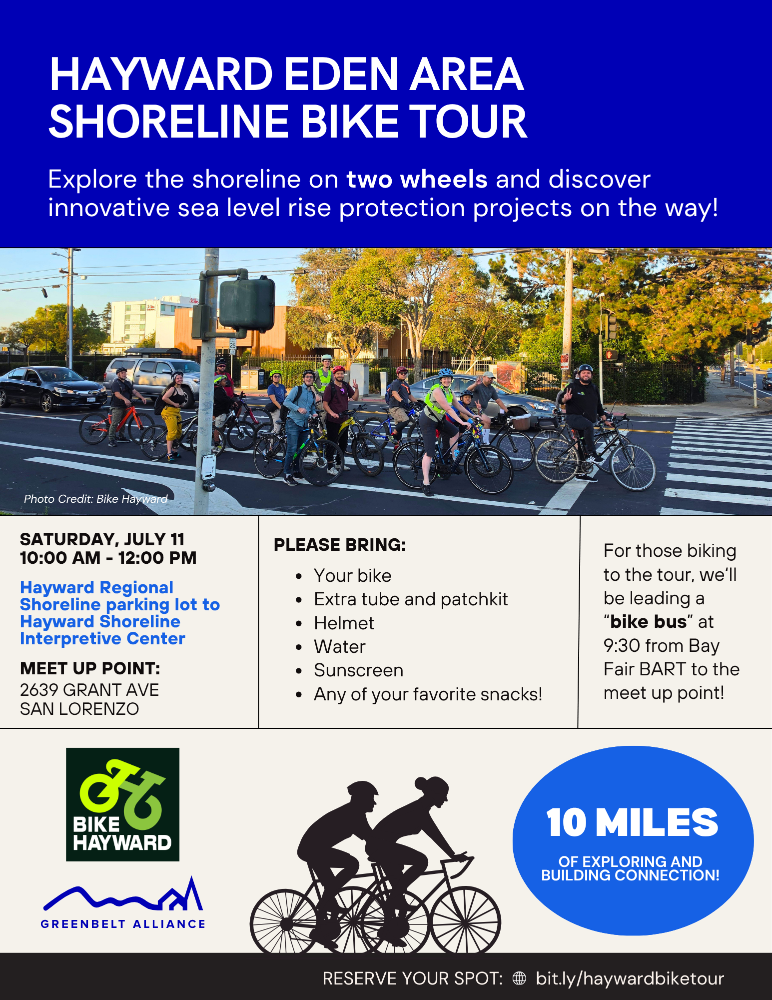 HAYWARD EDEN AREA
SHORELINE BIKE TOUR
Explore the shoreline on two wheels and discover
innovative sea level rise protection projects on the way!
25
Photo Credit: Bike Hayward
SATURDAY, JULY 11
10:00 AM - 12:00 PM
Hayward Regional
Shoreline parking lot to
Hayward Shoreline
Interpretive Center
MEET UP POINT:
2639 GRANT AVE
SAN LORENZO
PLEASE BRING:
• Your bike
• Extra tube and patchkit
• Helmet
• Water
• Sunscreen
• Any of your favorite snacks!
For those biking
to the tour, we'll
be leading a
“bike bus” at
9:30 from Bay
Fair BART to the
meet up point!
BIKE
HAYWARD
GREENBELT ALLIANCE
10 MILES
OF EXPLORING AND
BUILDING CONNECTION!
RESERVE YOUR SPOT: bit.ly/haywardbiketour